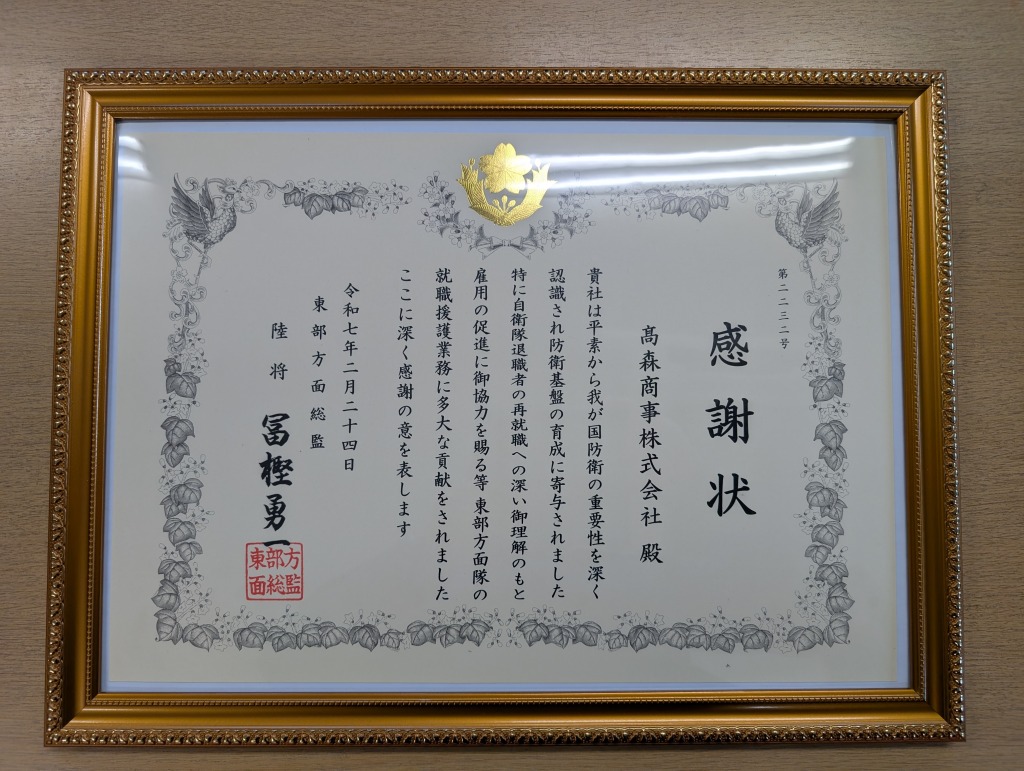 第二二三二号
感謝状
髙森商事株式会社 殿
貴社は平素から我が国防衛の重要性を深く
認識され防衛基盤の育成に寄与されました
特に自衛隊退職者の再就職への深い御理解のもと
雇用の促進に御協力を賜る等 東部方面隊の
就職援護業務に多大な貢献をされました
ここに深く感謝の意を表します
令和七年二月二十四日
東部方面総監
陸将 冨樫勇一
東部方
面総監